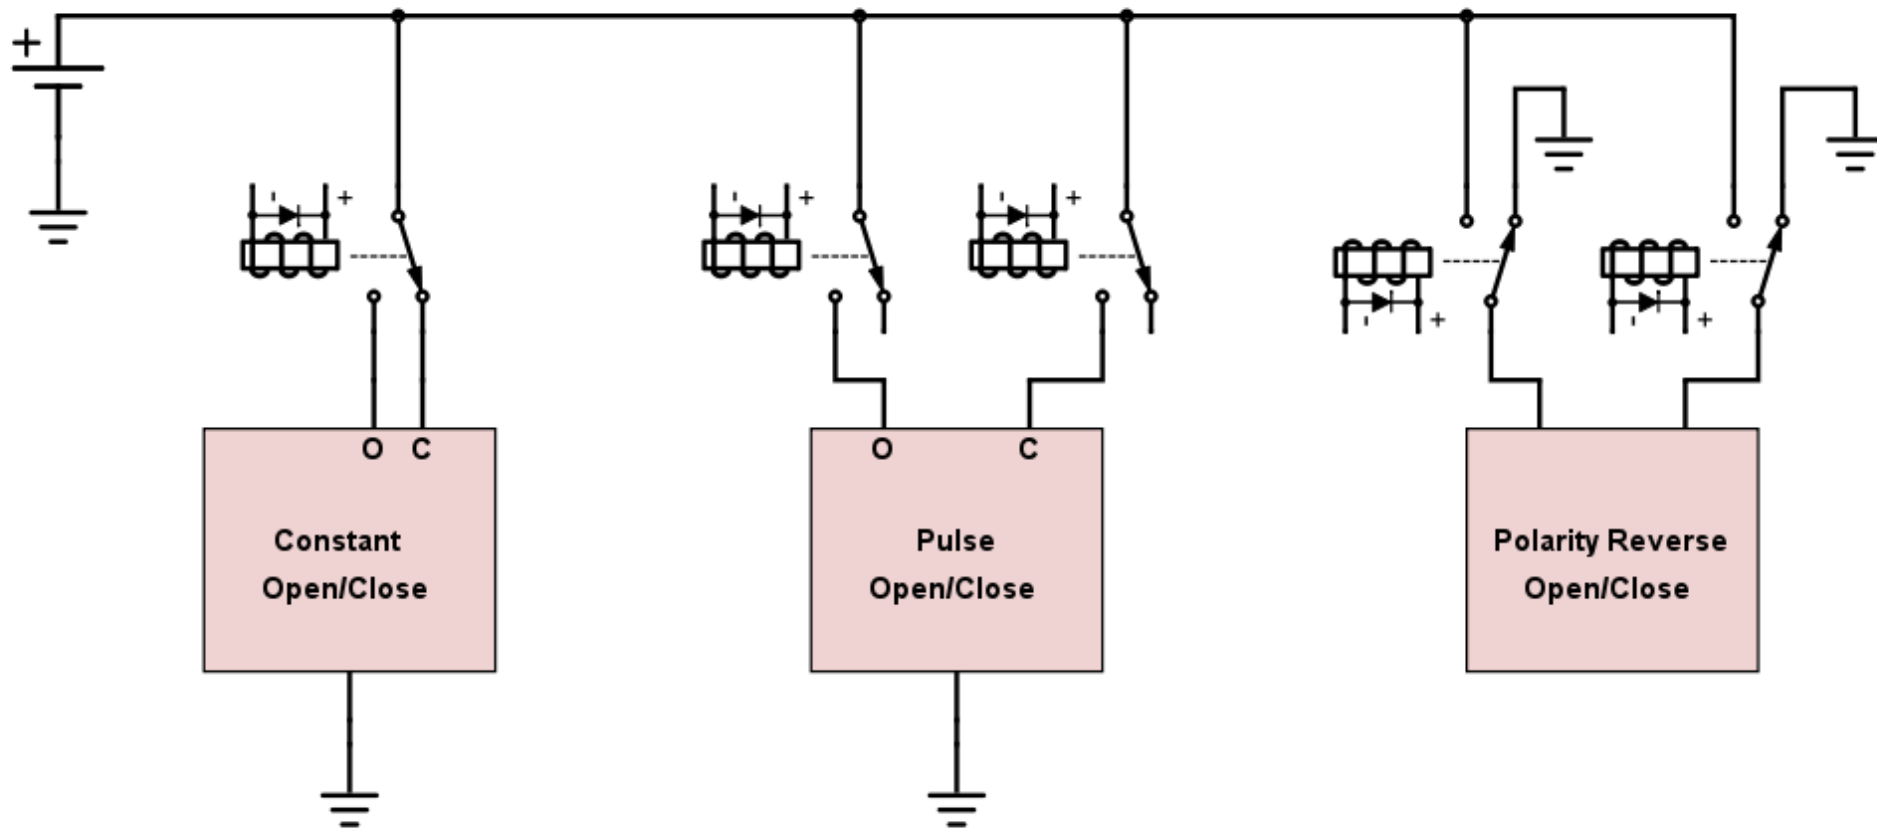 +
- +
- +
- +
- +
- +
O C
O C
Constant
Open/Close
Pulse
Open/Close
Polarity Reverse
Open/Close